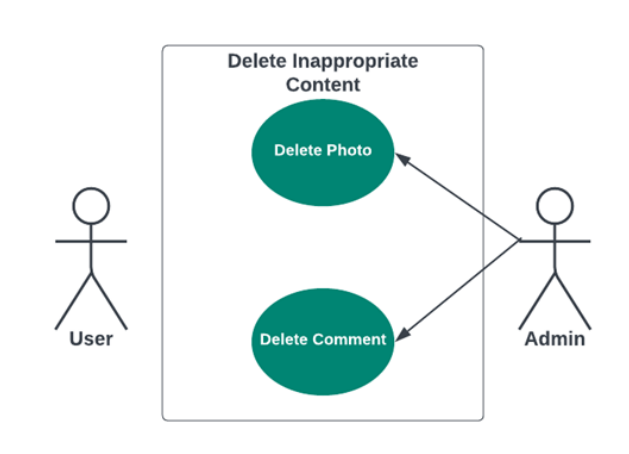 Delete Inappropriate
Content
Delete Photo
Delete Comment
User
Admin